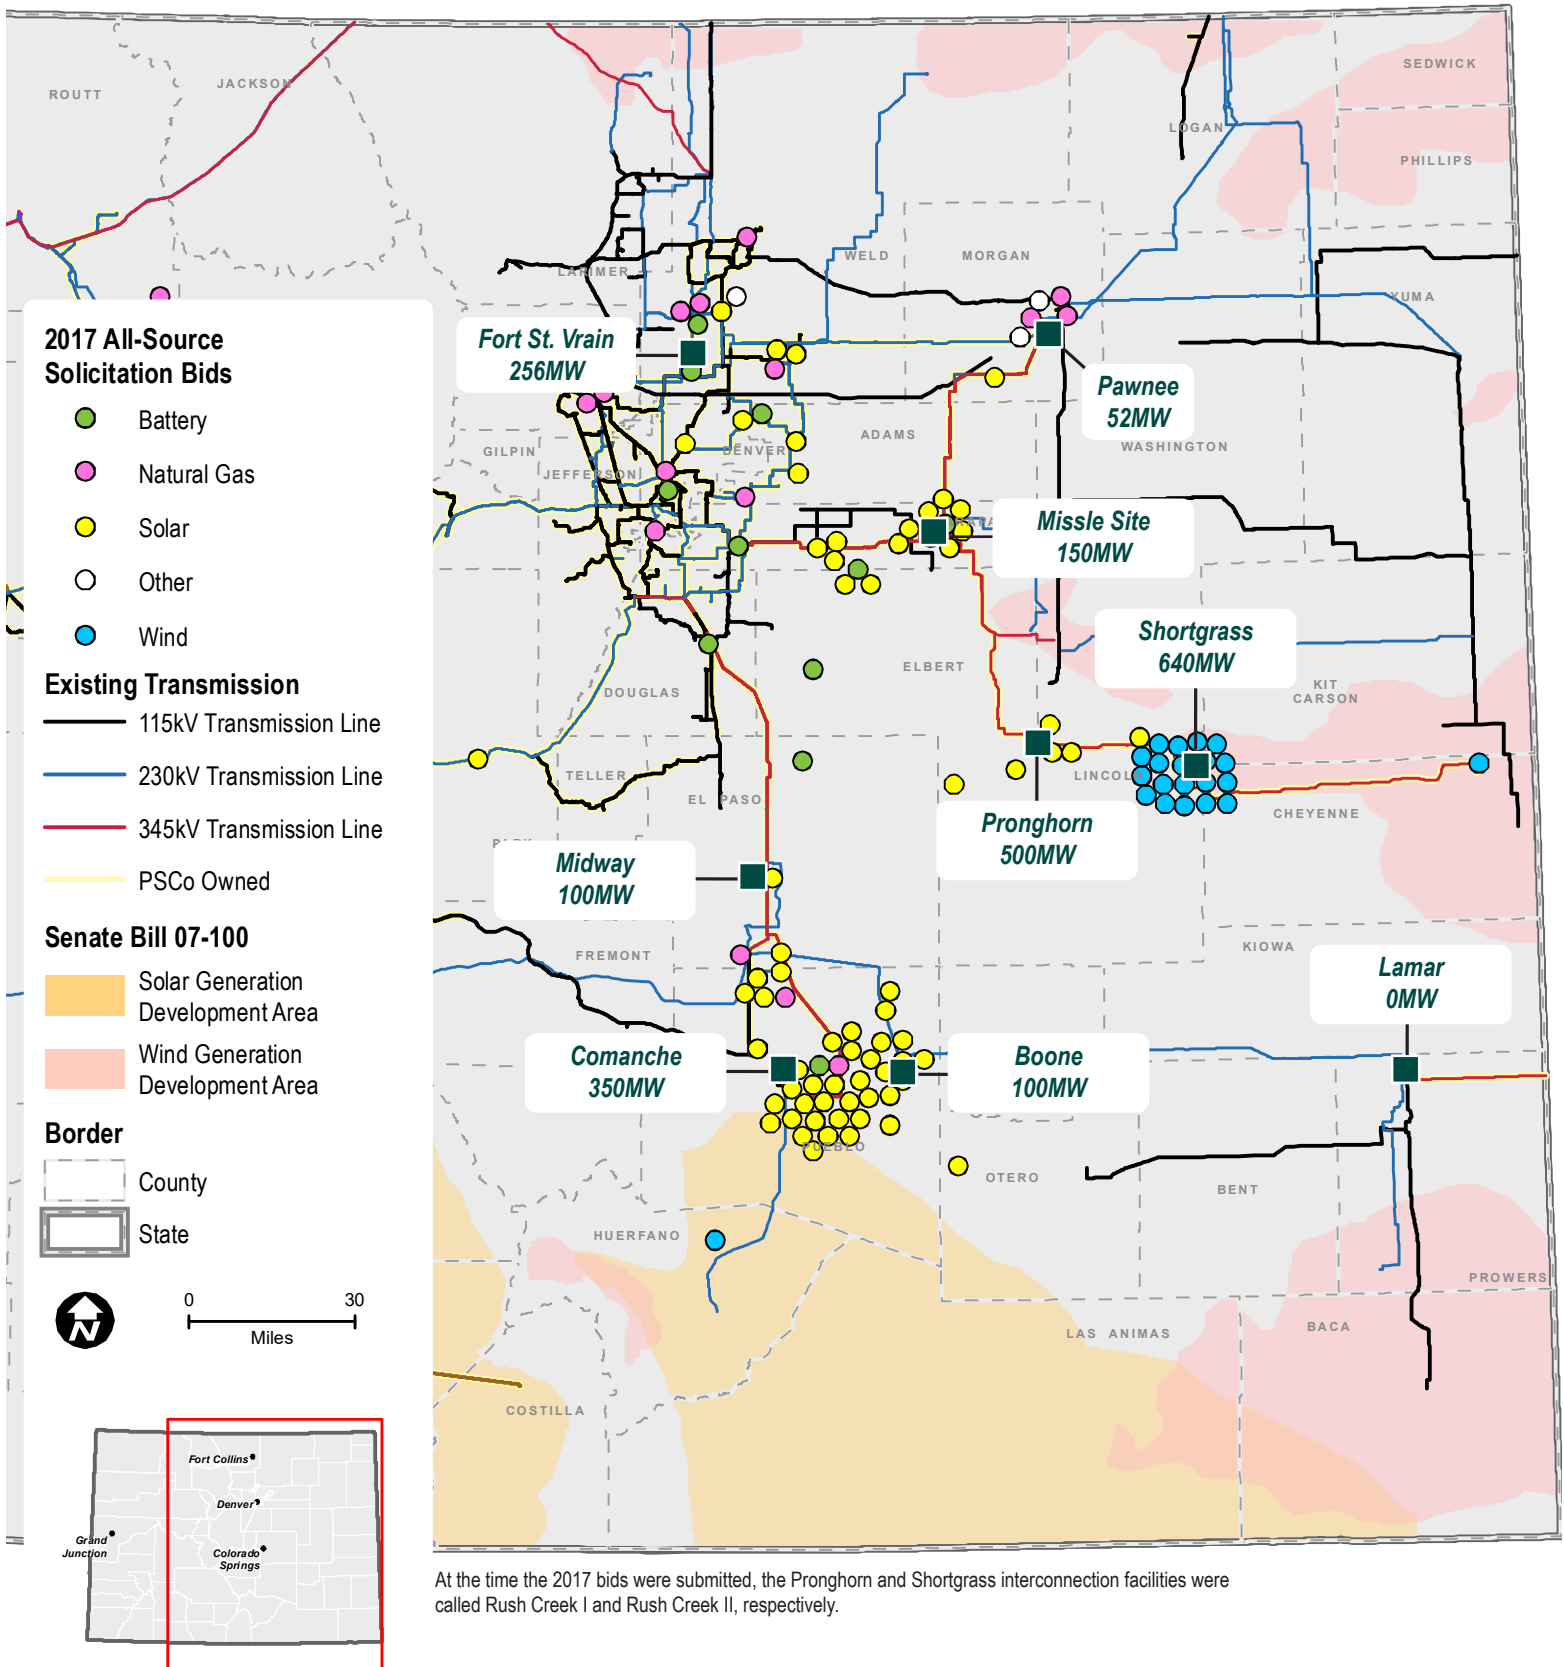 ROUTT
JACKSON
SEDWICK
LOGAN
PHILLIPS
LARIMER
WELD
MORGAN
YUMA
2017 All-Source
Solicitation Bids
Battery
Natural Gas
Solar
Other
Wind
Existing Transmission
115kV Transmission Line
230kV Transmission Line
345kV Transmission Line
PSCo Owned
Senate Bill 07-100
Solar Generation
Development Area
Wind Generation
Development Area
Border
County
State
N
0 30
Miles
Fort St. Vrain
256MW
Pawnee
52MW
GILPIN
JEFFERSON
DENVER
ADAMS
WASHINGTON
Missle Site
150MW
Shortgrass
640MW
ELBERT
DOUGLAS
KIT
CARSON
TELLER
EL PASO
LINCOLN
CHEYENNE
Pronghorn
500MW
Midway
100MW
FREMONT
KIOWA
Lamar
0MW
Comanche
350MW
Boone
100MW
PUEBLO
OTERO
BENT
HUERFANO
PROWERS
LAS ANIMAS
BACA
COSTILLA
Fort Collins
Denver
Grand
Junction
Colorado
Springs
At the time the 2017 bids were submitted, the Pronghorn and Shortgrass interconnection facilities were
called Rush Creek I and Rush Creek II, respectively.